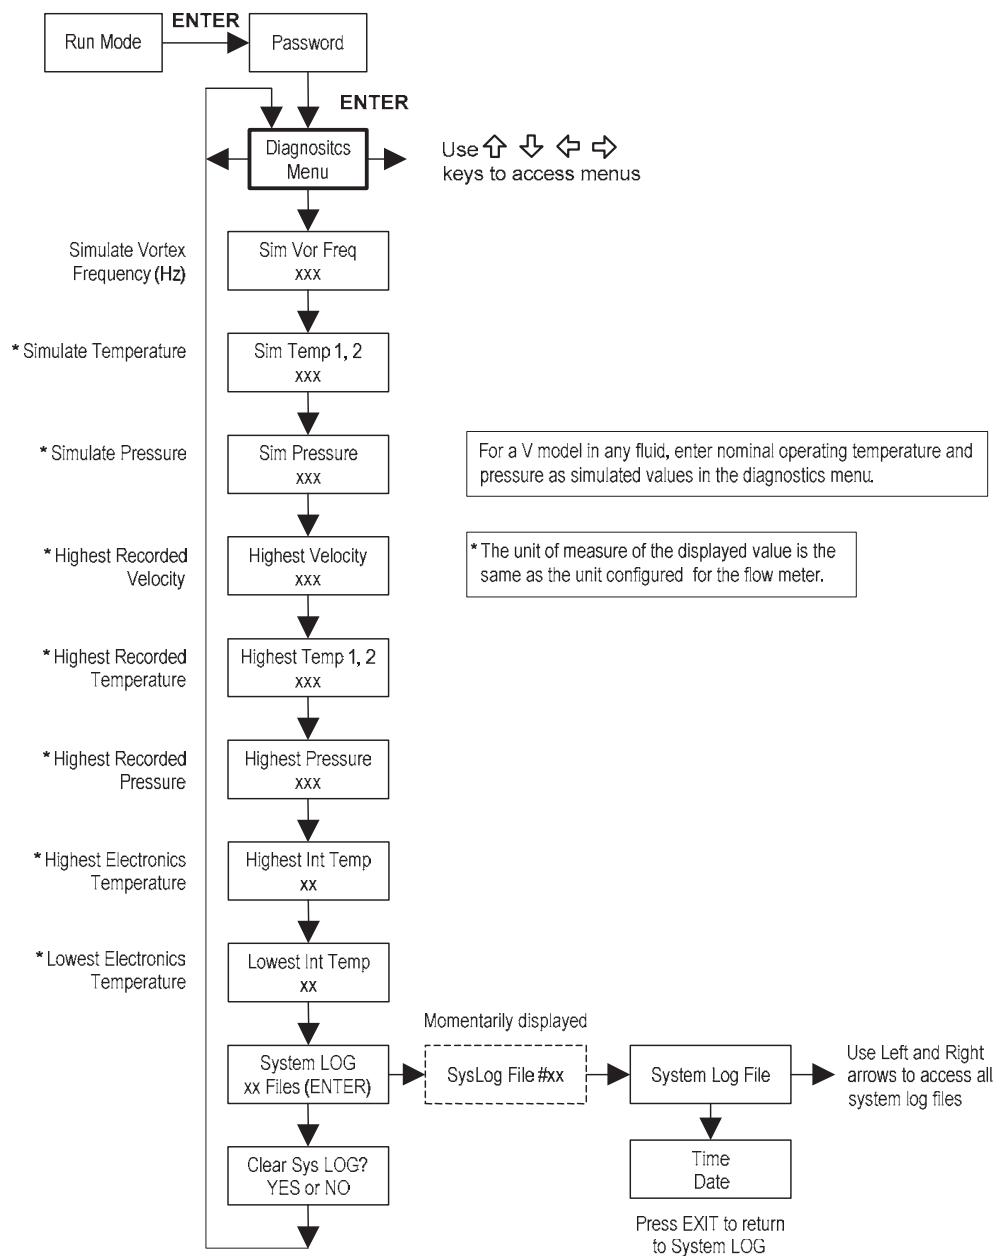 ENTER
Run Mode
Password
ENTER
Diagnositcs
Menu
Use
keys to access menus
Simulate Vortex
Frequency (Hz)
Sim Vor Freq
xxx
* Simulate Temperature
Sim Temp 1, 2
xxx
* Simulate Pressure
Sim Pressure
xxx
For a V model in any fluid, enter nominal operating temperature and
pressure as simulated values in the diagnostics menu.
* Highest Recorded
Velocity
Highest Velocity
xxx
* The unit of measure of the displayed value is the
same as the unit configured for the flow meter.
* Highest Recorded
Temperature
Highest Temp 1, 2
xxx
* Highest Recorded
Pressure
Highest Pressure
xxx
* Highest Electronics
Temperature
Highest Int Temp
xx
* Lowest Electronics
Temperature
Lowest Int Temp
xx
Momentarily displayed
System LOG
xx Files (ENTER)
SysLog File #xx
System Log File
Use Left and Right
arrows to access all
system log files
Clear Sys LOG?
YES or NO
Time
Date
Press EXIT to return
to System LOG